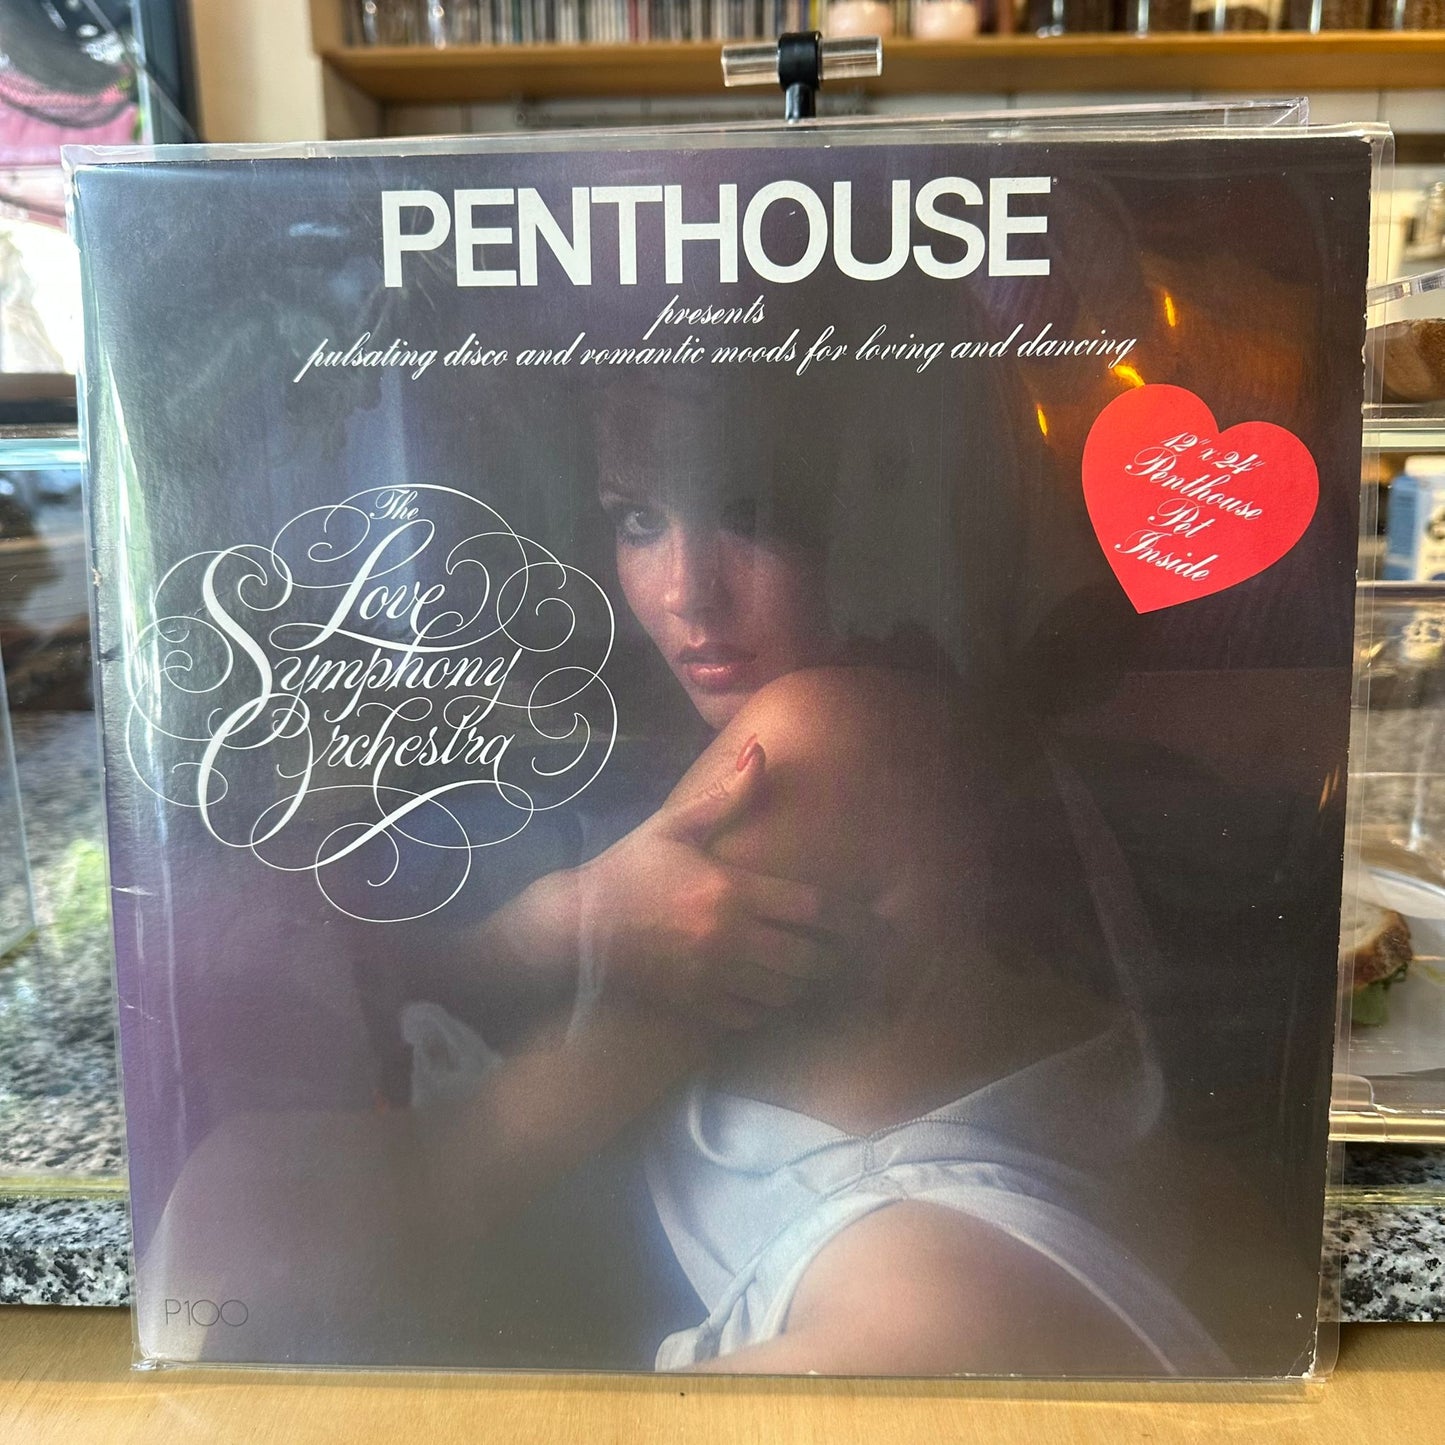 PENTHOUSE
presents
pulsating disco and romantic moods for loving and dancing
12" x 24"
Penthouse
Pet
Inside
The
Love
Symphony
Orchestra
P100